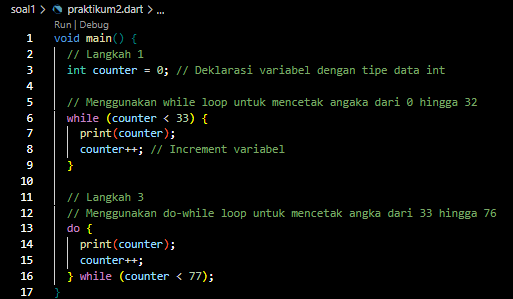 soal1 > praktikum2.dart > ...
Run | Debug
1 void main() {
2 // Langkah 1
3 int counter = 0; // Deklarasi variabel dengan tipe data int
4
5 // Menggunakan while loop untuk mencetak angaka dari 0 hingga 32
6 while (counter < 33) {
7 print(counter);
8 counter++; // Increment variabel
9 }
10
11 // Langkah 3
12 // Menggunakan do-while loop untuk mencetak angka dari 33 hingga 76
13 do {
14 print(counter);
15 counter++;
16 } while (counter < 77);
17 }